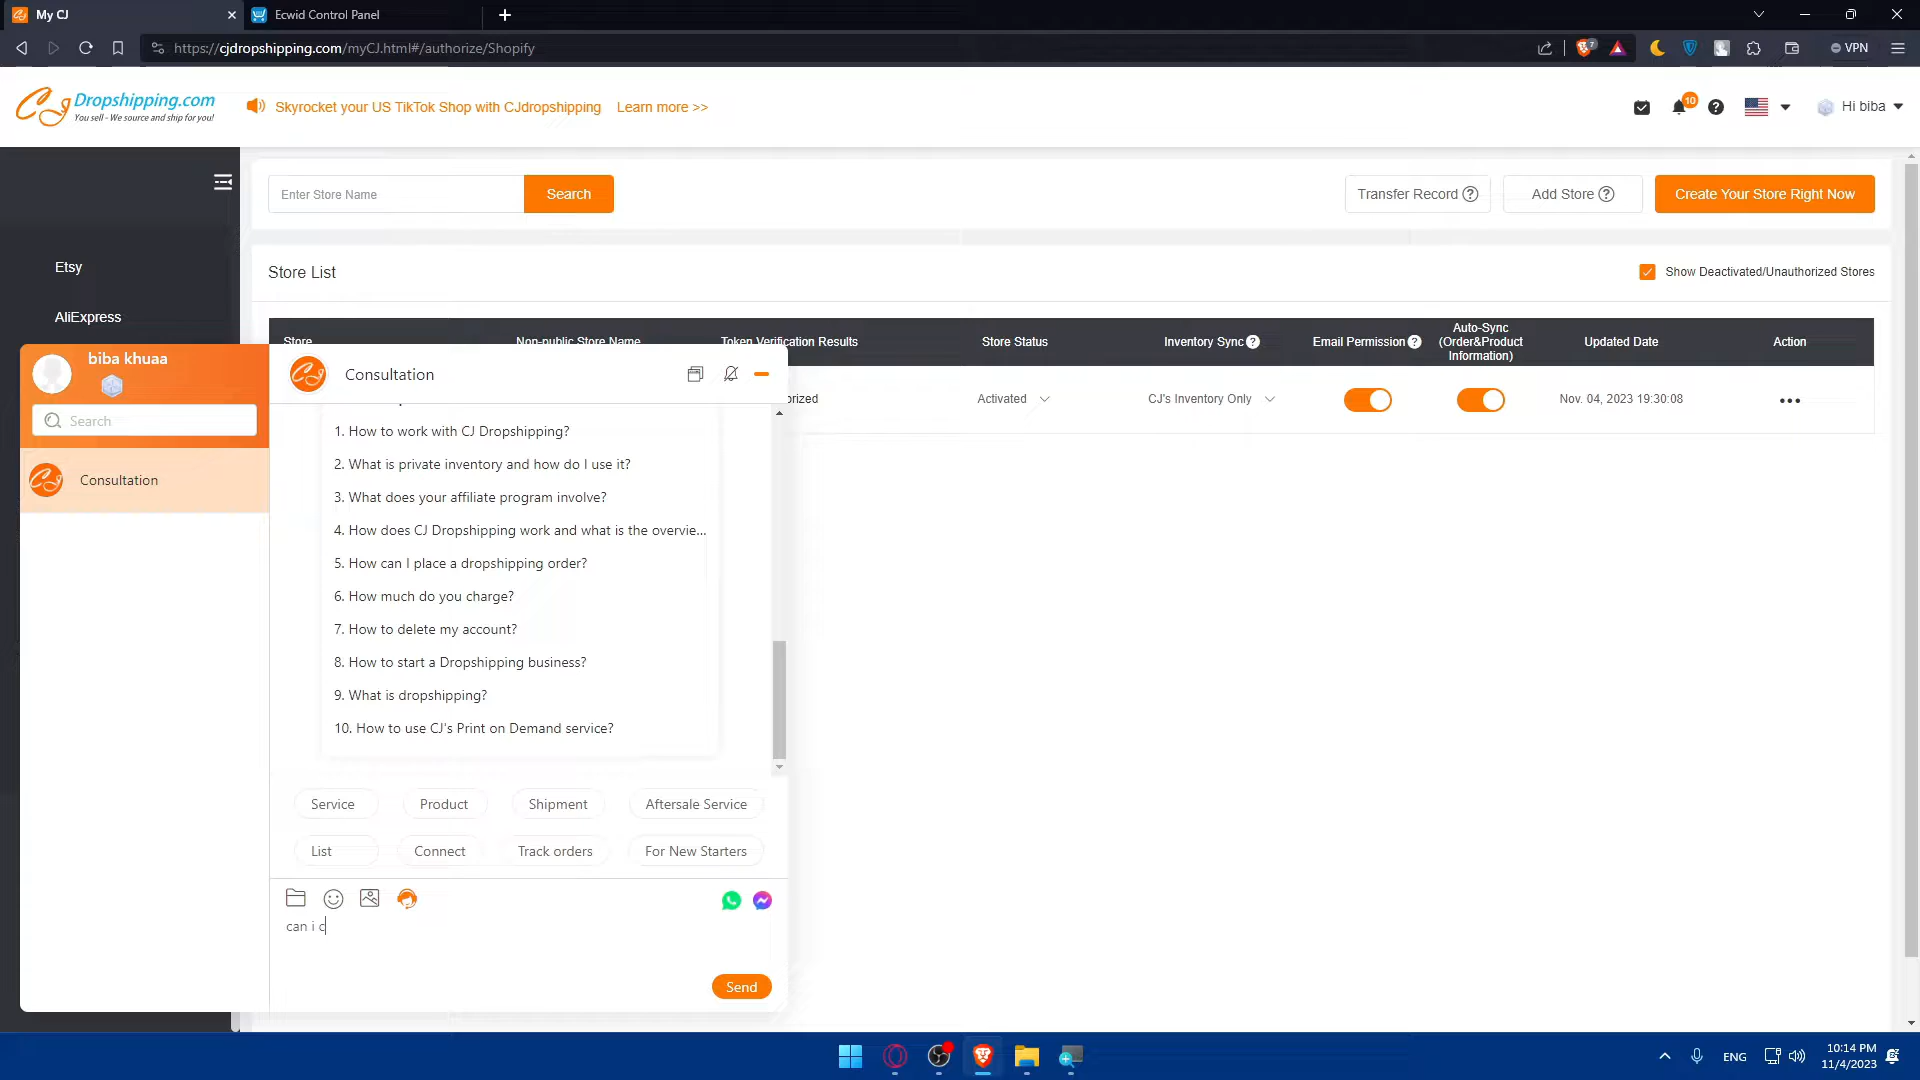 My CJ
Ecwid Control Panel
https://cjdropshipping.com/myCJ.html#/authorize/Shopify
7
VPN
CJ Dropshipping.com
You sell - We source and ship for you!
Skyrocket your US TikTok Shop with CJdropshipping
Learn more >>
10
Hi biba
Enter Store Name
Search
Transfer Record
Add Store
Create Your Store Right Now
Etsy
AliExpress
Store List
Show Deactivated/Unauthorized Stores
Store
Non-public Store Name
Token Verification Results
Store Status
Inventory Sync
Email Permission
Auto-Sync
(Order&Product
Information)
Updated Date
Action
orized
Activated
CJ's Inventory Only
Nov. 04, 2023 19:30:08
biba khuaa
Search
Consultation
Consultation
1. How to work with CJ Dropshipping?
2. What is private inventory and how do I use it?
3. What does your affiliate program involve?
4. How does CJ Dropshipping work and what is the overvie...
5. How can I place a dropshipping order?
6. How much do you charge?
7. How to delete my account?
8. How to start a Dropshipping business?
9. What is dropshipping?
10. How to use CJ's Print on Demand service?
Service
Product
Shipment
Aftersale Service
List
Connect
Track orders
For New Starters
can i c
Send
ENG
10:14 PM
11/4/2023